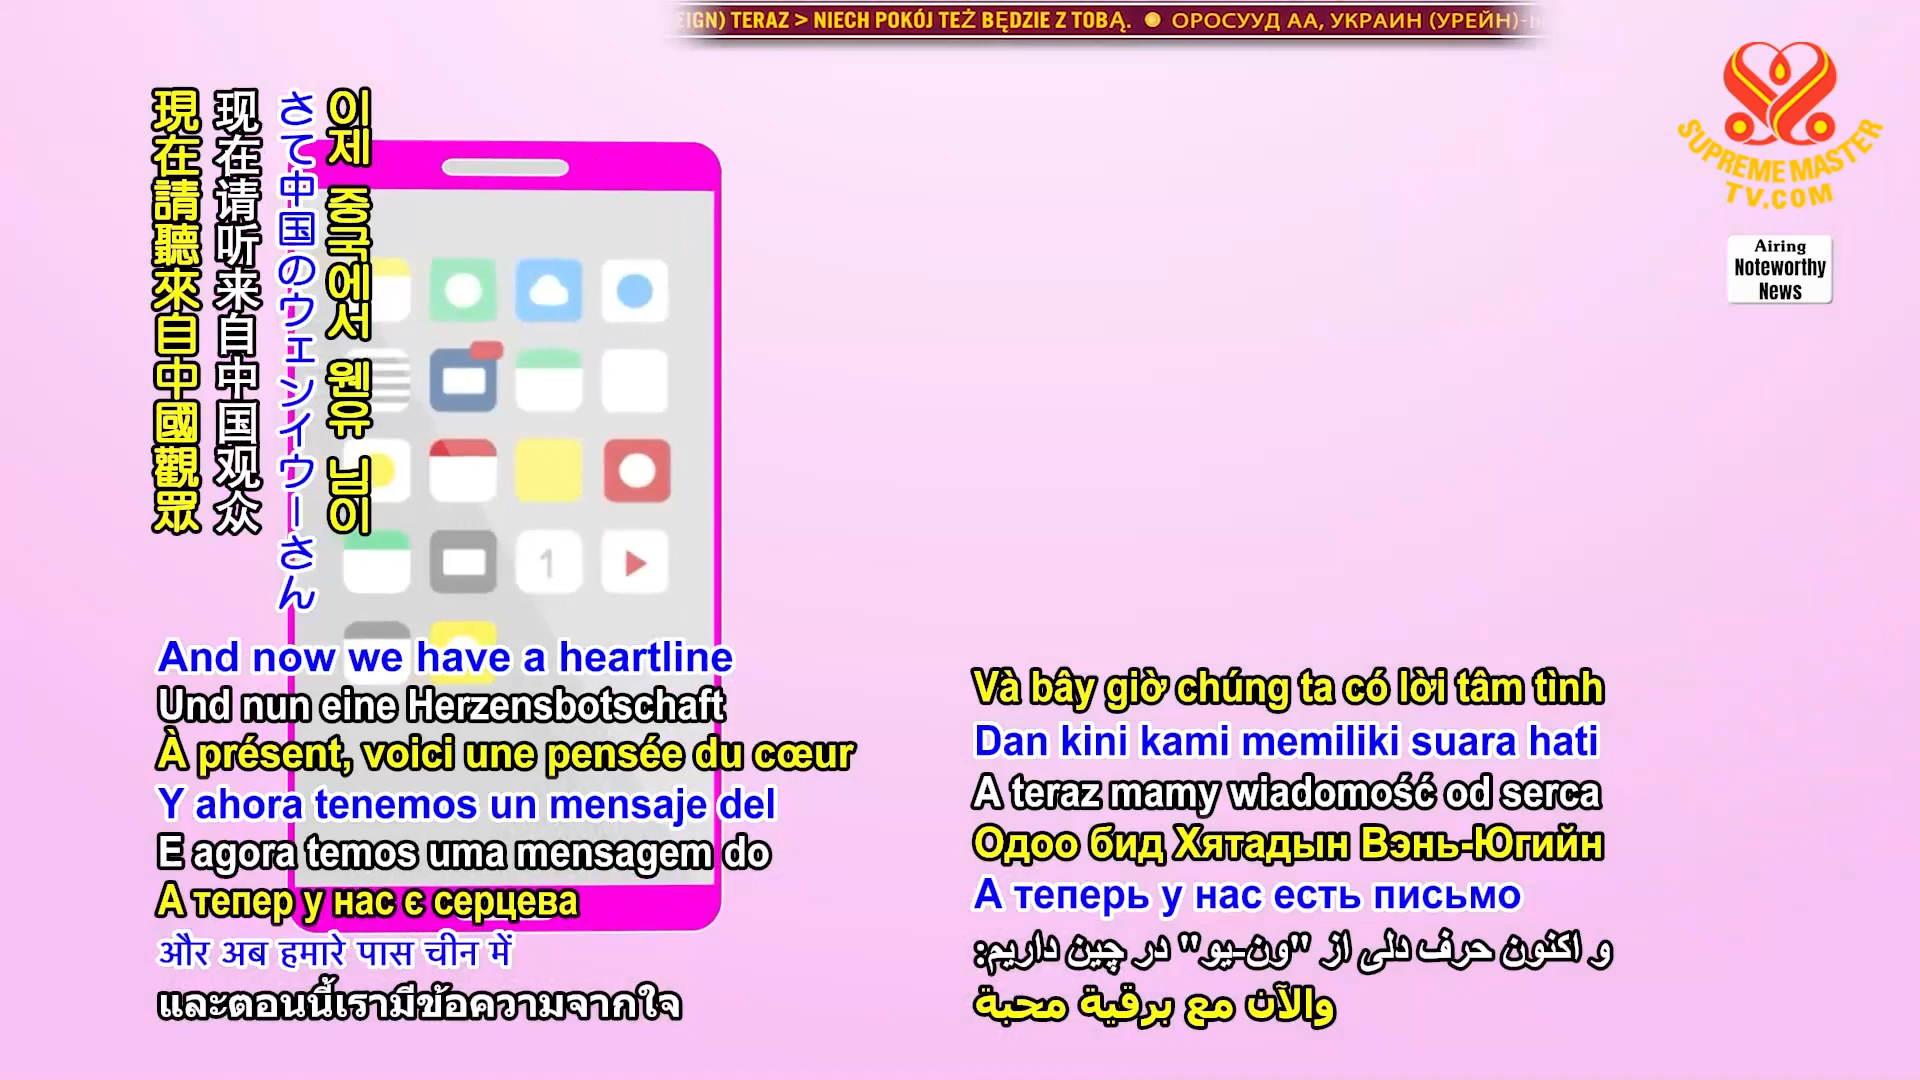 TERAZ > NIECH POKÓJ TEŻ BĘDZIE Z TOBĄ. ОРОСУУД АА, УКРАИН (УРЕЙН)
SUPREME MASTER
TV.COM
Airing
Noteworthy
News
現在請聽來自中國觀眾
现在请听来自中国观众
さて中国のウェンイウーさん
이제 중국에서 웬유 님이
And now we have a heartline
Und nun eine Herzensbotschaft
À présent, voici une pensée du cœur
Y ahora tenemos un mensaje del
E agora temos uma mensagem do
А тепер у нас є серцева
और अब हमारे पास चीन में
และตอนนี้เรามีข้อความจากใจ
Và bây giờ chúng ta có lời tâm tình
Dan kini kami memiliki suara hati
A teraz mamy wiadomość od serca
Одоо бид Хятадын Вэнь-Югийн
А теперь у нас есть письмо
و اکنون حرف دلی از "ون-یو" در چین داریم:
والآن مع برقية محبة
1